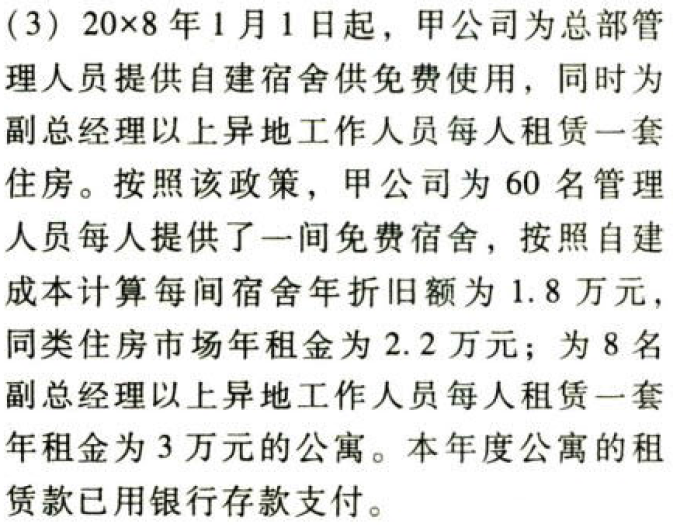 (3) 20×8 年 1 月 1 日起，甲公司为总部管
理人员提供自建宿舍供免费使用，同时为
副总经理以上异地工作人员每人租赁一套
住房。按照该政策，甲公司为 60 名管理
人员每人提供了一间免费宿舍，按照自建
成本计算每间宿舍年折旧额为 1.8 万元，
同类住房市场年租金为 2.2 万元；为 8 名
副总经理以上异地工作人员每人租赁一套
年租金为 3 万元的公寓。本年度公寓的租
赁款已用银行存款支付。